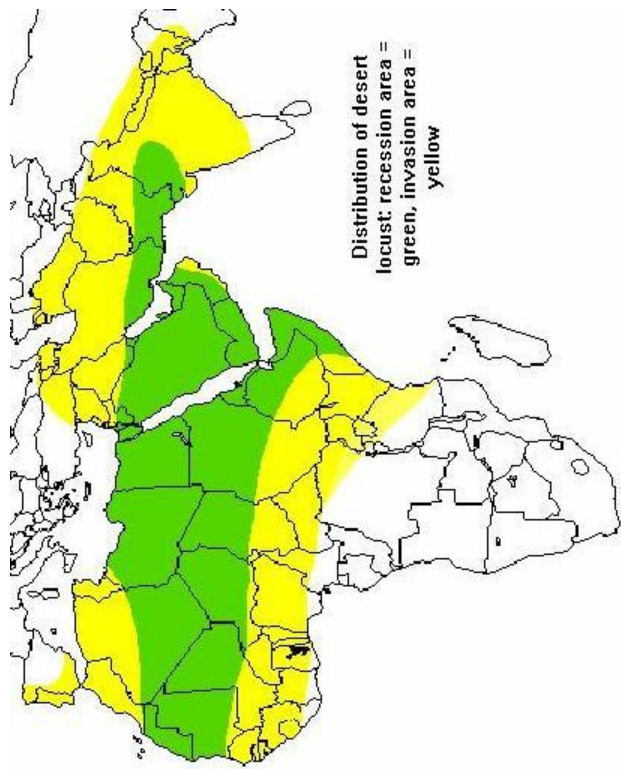 Distribution of desert
locust: recession area =
green, invasion area =
yellow